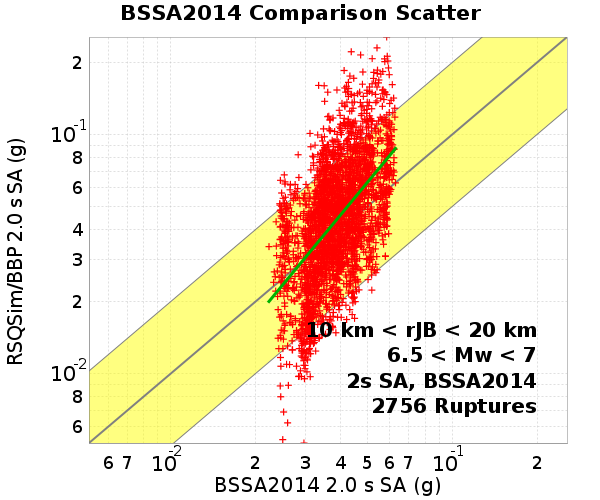 BSSA2014 Comparison Scatter
RSQSim/BBP 2.0 s SA (g)
2
10^-1
8
6
4
3
2
10^-2
8
6
10 km < rJB < 20 km
6.5 < Mw < 7
2s SA, BSSA2014
2756 Ruptures
6 7 10^-2 2 3 4 5 6 7 10^-1 2
BSSA2014 2.0 s SA (g)